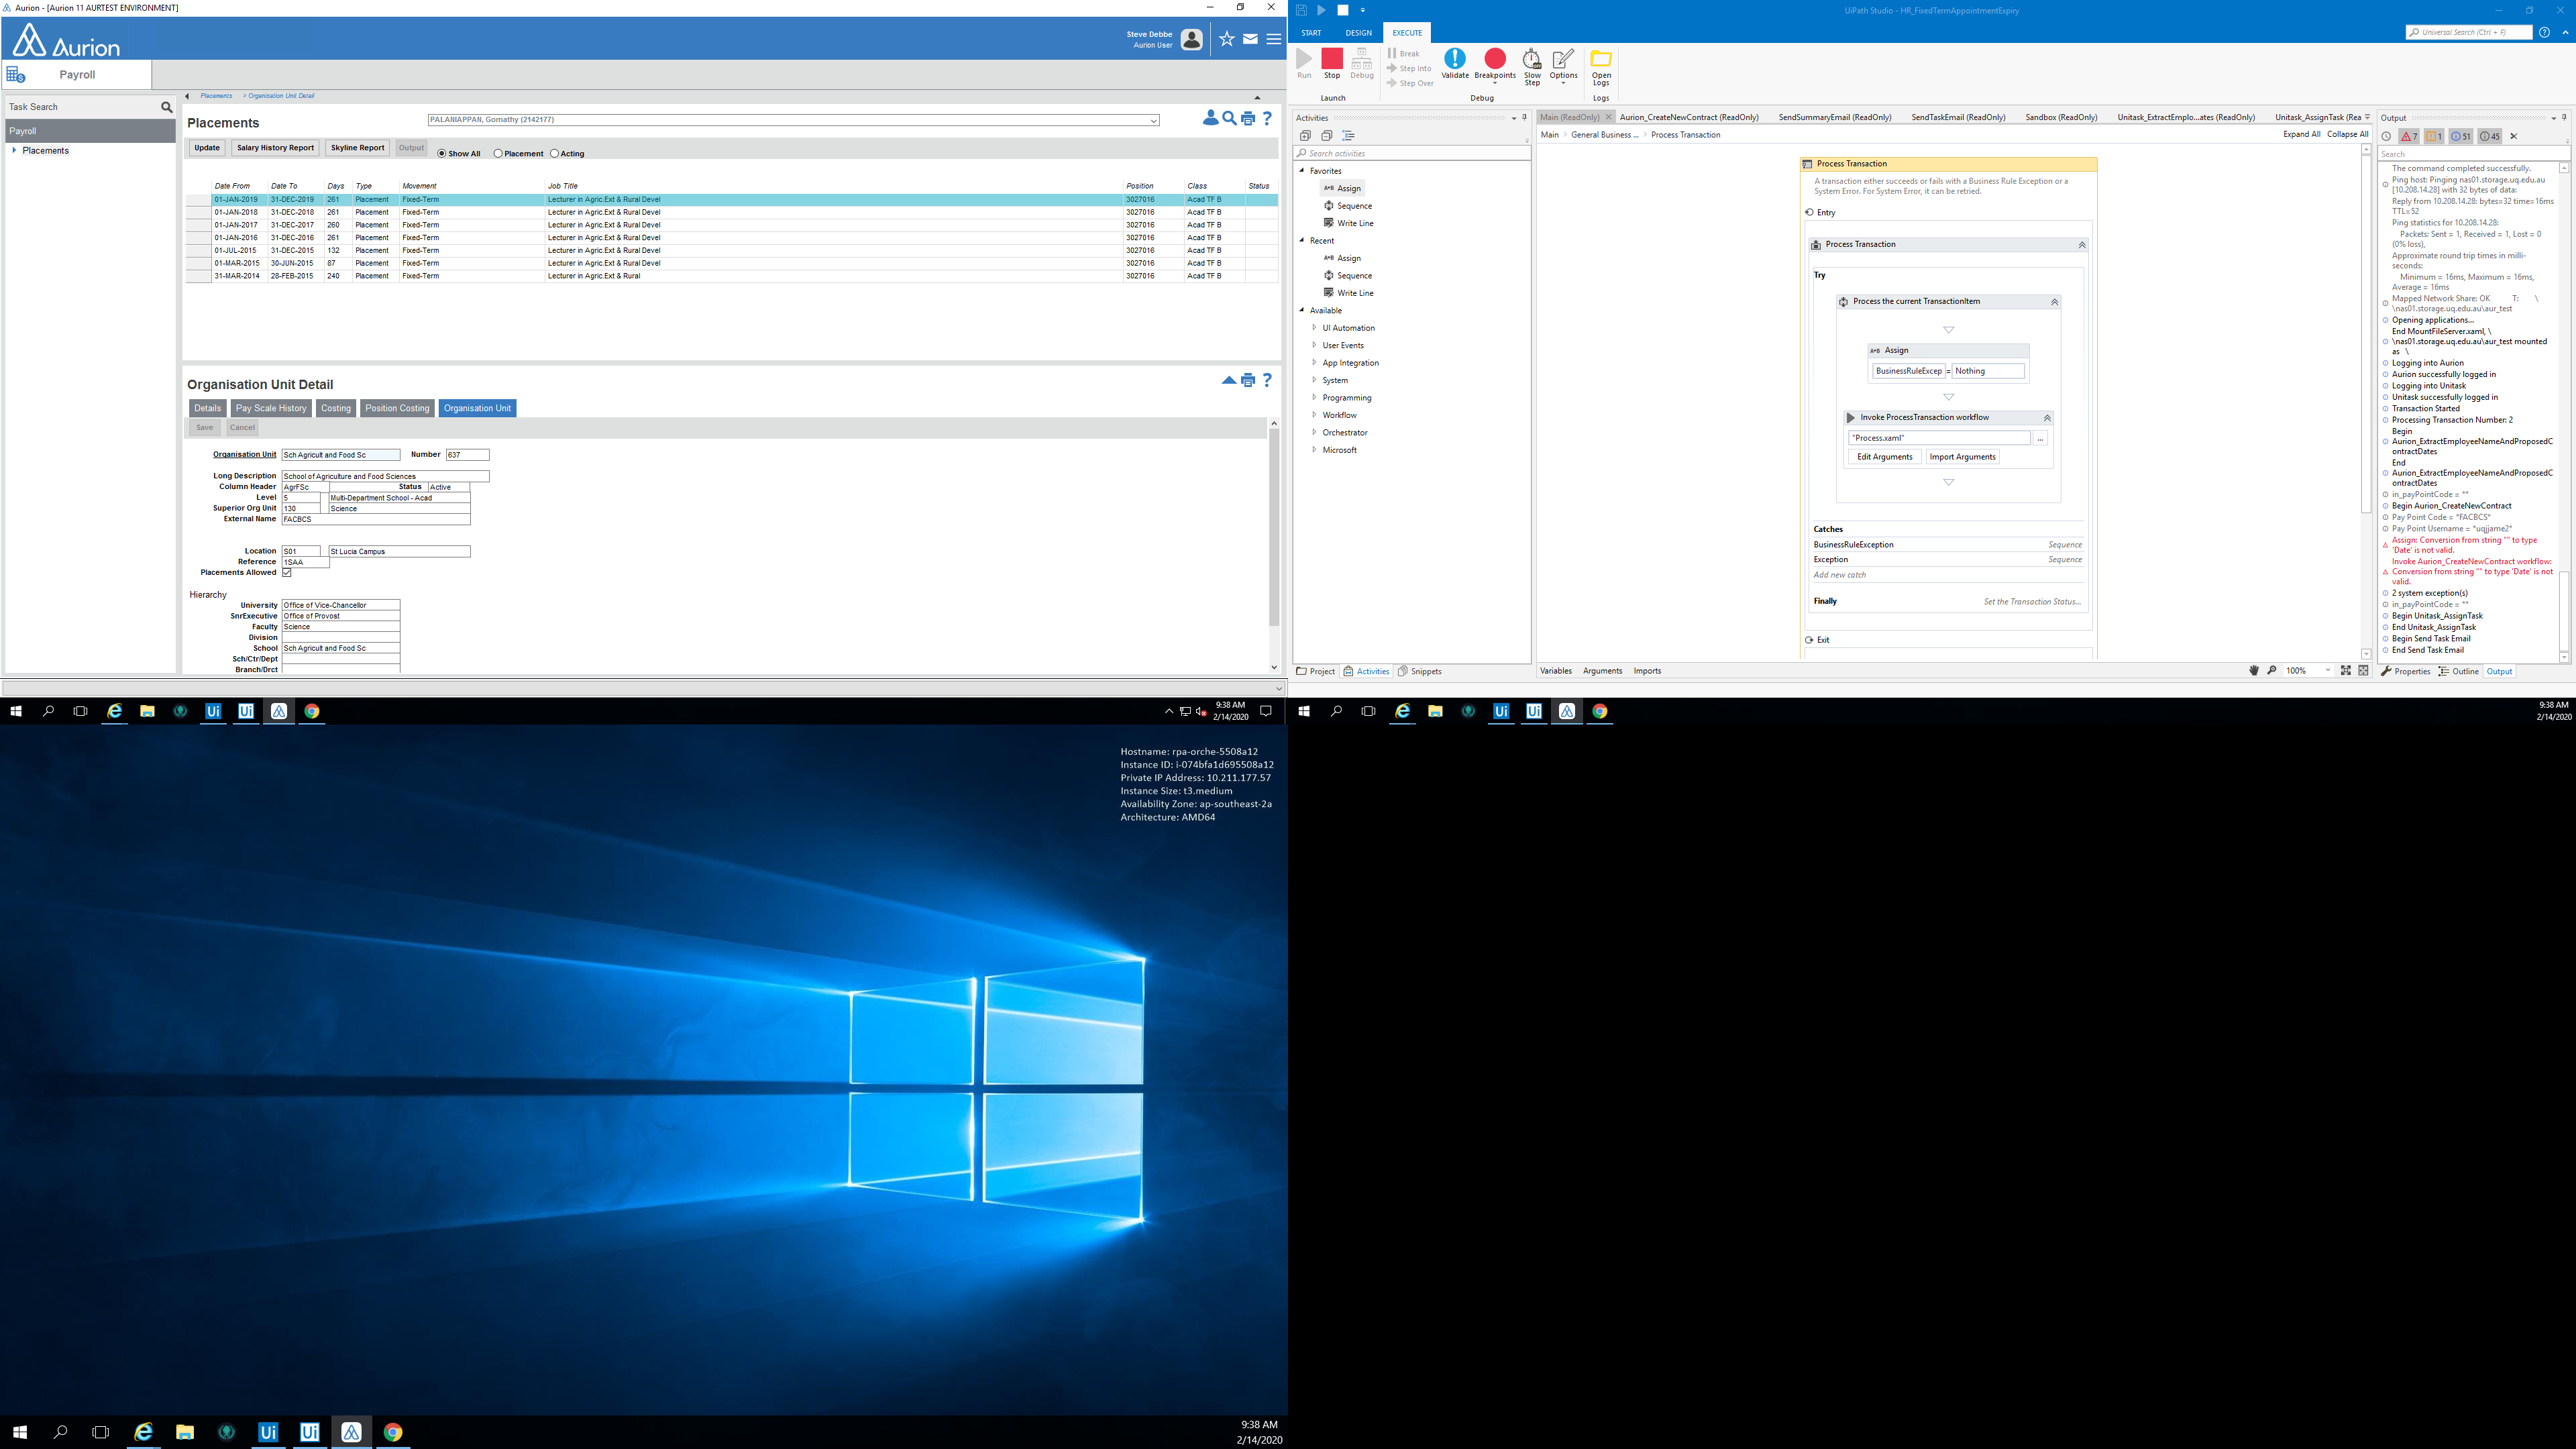 Aurion - [Aurion 11 AURTEST ENVIRONMENT]
Aurion
Steve Debbe
Aurion User
Payroll
Task Search
Payroll
Placements
Placements > Organisation Unit Detail
Placements
PALANIAPPAN, Gomathy (2142177)
Update Salary History Report Skyline Report Output Show All Placement Acting
Date From Date To Days Type Movement Job Title Position Class Status
01-JAN-2019 31-DEC-2019 261 Placement Fixed-Term Lecturer in Agric.Ext & Rural Devel 3027016 Acad TF B
01-JAN-2018 31-DEC-2018 261 Placement Fixed-Term Lecturer in Agric.Ext & Rural Devel 3027016 Acad TF B
01-JAN-2017 31-DEC-2017 260 Placement Fixed-Term Lecturer in Agric.Ext & Rural Devel 3027016 Acad TF B
01-JAN-2016 31-DEC-2016 261 Placement Fixed-Term Lecturer in Agric.Ext & Rural Devel 3027016 Acad TF B
01-JUL-2015 31-DEC-2015 132 Placement Fixed-Term Lecturer in Agric.Ext & Rural Devel 3027016 Acad TF B
01-MAR-2015 30-JUN-2015 87 Placement Fixed-Term Lecturer in Agric.Ext & Rural Devel 3027016 Acad TF B
31-MAR-2014 28-FEB-2015 240 Placement Fixed-Term Lecturer in Agric.Ext & Rural 3027016 Acad TF B
Organisation Unit Detail
Details Pay Scale History Costing Position Costing Organisation Unit
Save Cancel
Organisation Unit Sch Agricult and Food Sc Number 637
Long Description School of Agriculture and Food Sciences
Column Header AgrFSc Status Active
Level 5 Multi-Department School - Acad
Superior Org Unit 130 Science
External Name FACBCS
Location S01 St Lucia Campus
Reference 1SAA
Placements Allowed
Hierarchy
University Office of Vice-Chancellor
SnrExecutive Office of Provost
Faculty Science
Division
School Sch Agricult and Food Sc
Sch/Ctr/Dept
Branch/Drct
9:38 AM
2/14/2020
UiPath Studio - HR_FixedTermAppointmentExpiry
START DESIGN EXECUTE
Universal Search (Ctrl + F)
Run Stop Debug
Break
Step Into
Step Over
Validate Breakpoints Slow Step Options Open Logs
Launch Debug Logs
Activities
Search activities
Favorites
Assign
Sequence
Write Line
Recent
Assign
Sequence
Write Line
Available
UI Automation
User Events
App Integration
System
Programming
Workflow
Orchestrator
Microsoft
Project Activities Snippets
Main (ReadOnly) Aurion_CreateNewContract (ReadOnly) SendSummaryEmail (ReadOnly) SendTaskEmail (ReadOnly) Sandbox (ReadOnly) Unitask_ExtractEmplo...ates (ReadOnly) Unitask_AssignTask (Rea
Main > General Business ... > Process Transaction
Expand All Collapse All
Process Transaction
A transaction either succeeds or fails with a Business Rule Exception or a
System Error. For System Error, it can be retried.
Entry
Process Transaction
Try
Process the current TransactionItem
A+B Assign
BusinessRuleExcep = Nothing
Invoke ProcessTransaction workflow
"Process.xaml" ...
Edit Arguments Import Arguments
Catches
BusinessRuleException Sequence
Exception Sequence
Add new catch
Finally Set the Transaction Status...
Exit
Variables Arguments Imports
100%
Output
7 1 51 45
Search
The command completed successfully.
Ping host: Pinging nas01.storage.uq.edu.au
[10.208.14.28] with 32 bytes of data:
Reply from 10.208.14.28: bytes=32 time=16ms
TTL=52
Ping statistics for 10.208.14.28:
Packets: Sent = 1, Received = 1, Lost = 0
(0% loss),
Approximate round trip times in milli-
seconds:
Minimum = 16ms, Maximum = 16ms,
Average = 16ms
Mapped Network Share: OK T: \
\nas01.storage.uq.edu.au\aur_test
Opening applications...
End MountFileServer.xaml, \
\nas01.storage.uq.edu.au\aur_test mounted
as \
Logging into Aurion
Aurion successfully logged in
Logging into Unitask
Unitask successfully logged in
Transaction Started
Processing Transaction Number: 2
Begin
Aurion_ExtractEmployeeNameAndProposedC
ontractDates
End
Aurion_ExtractEmployeeNameAndProposedC
ontractDates
in_payPointCode = **
Begin Aurion_CreateNewContract
Pay Point Code = *FACBCS*
Pay Point Username = *uqjjame2*
Assign: Conversion from string "" to type
'Date' is not valid.
Invoke Aurion_CreateNewContract workflow:
Conversion from string "" to type 'Date' is not
valid.
2 system exception(s)
in_payPointCode = **
Begin Unitask_AssignTask
End Unitask_AssignTask
Begin Send Task Email
End Send Task Email
Properties Outline Output
9:38 AM
2/14/2020
Hostname: rpa-orche-5508a12
Instance ID: i-074bfa1d695508a12
Private IP Address: 10.211.177.57
Instance Size: t3.medium
Availability Zone: ap-southeast-2a
Architecture: AMD64
9:38 AM
2/14/2020